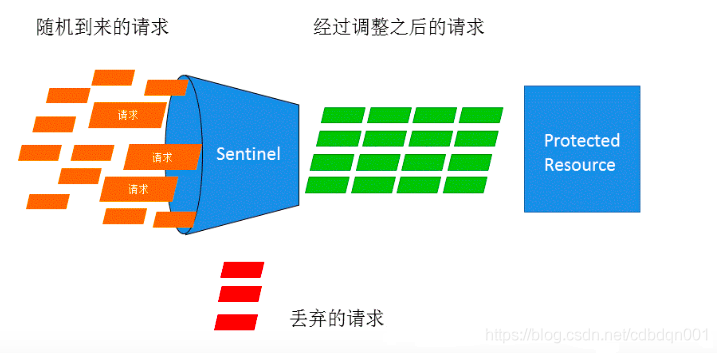 随机到来的请求
经过调整之后的请求
请求
请求
请求
Sentinel
Protected
Resource
丢弃的请求
https://blog.csdn.net/cdbdqn001